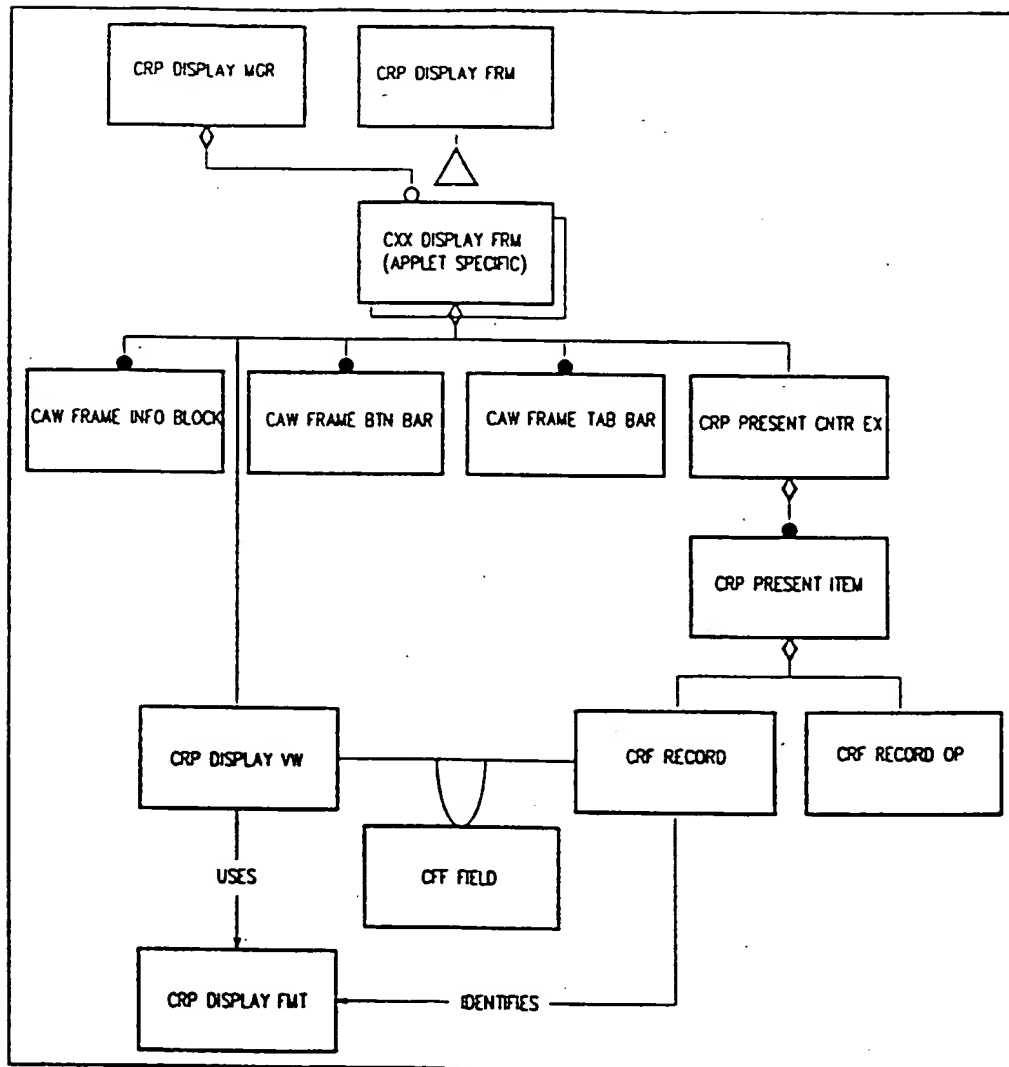 CRP DISPLAY MGR
CRP DISPLAY FRM
CXX DISPLAY FRM
(APPLET SPECIFIC)
CAW FRAME INFO BLOCK
CAW FRAME BTN BAR
CAW FRAME TAB BAR
CRP PRESENT CNTR EX
CRP PRESENT ITEM
CRP DISPLAY VW
CRF RECORD
CRF RECORD OP
USES
CFF FIELD
CRP DISPLAY FMT
IDENTIFIES